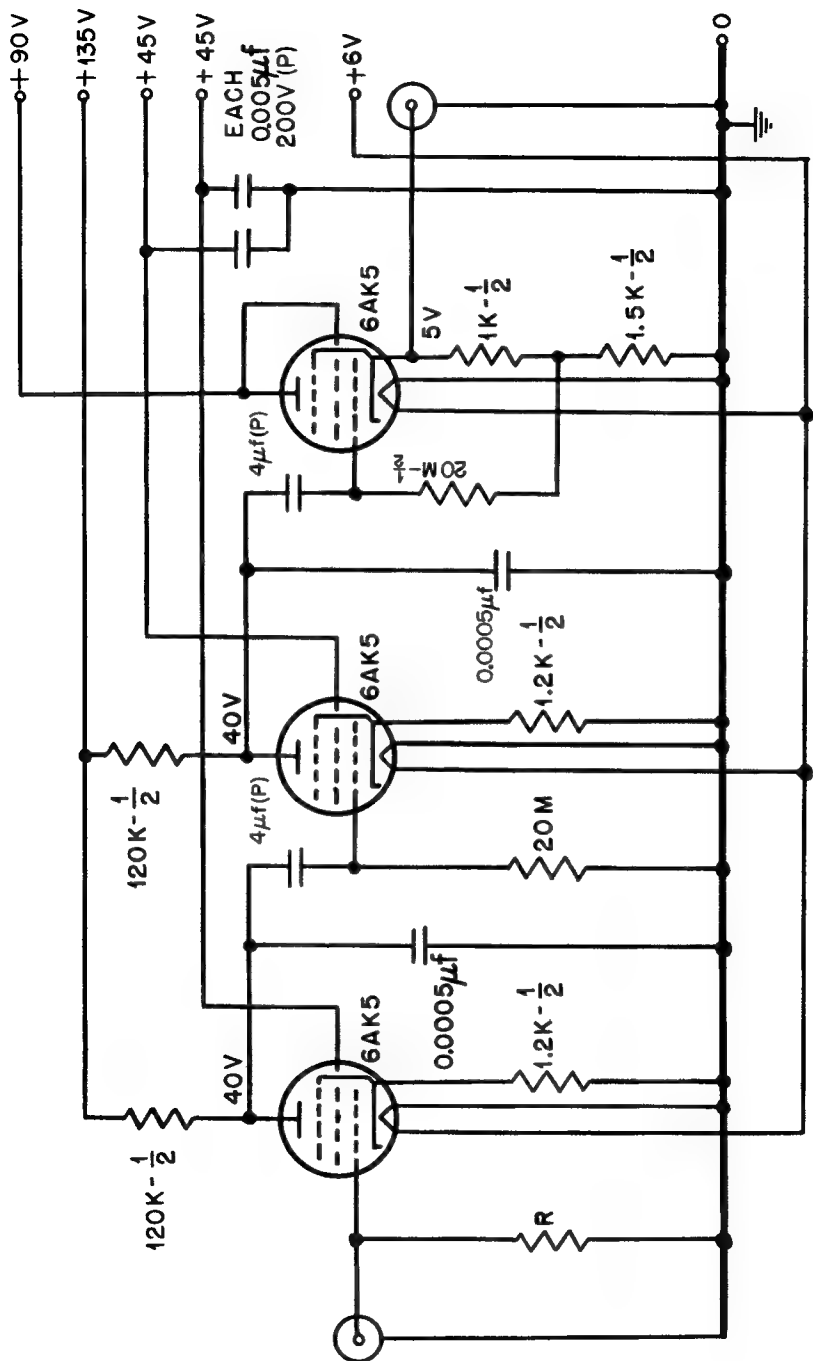 +90V
+135V
+45V
+45V
EACH
0.005μf
200V(P)
+6V
0
6AK5
5V
1K-1/2
1.5K-1/2
4μf(P)
20M-1/2
0.0005μf
6AK5
40V
1.2K-1/2
120K-1/2
4μf(P)
20M
0.0005μf
6AK5
40V
1.2K-1/2
120K-1/2
R